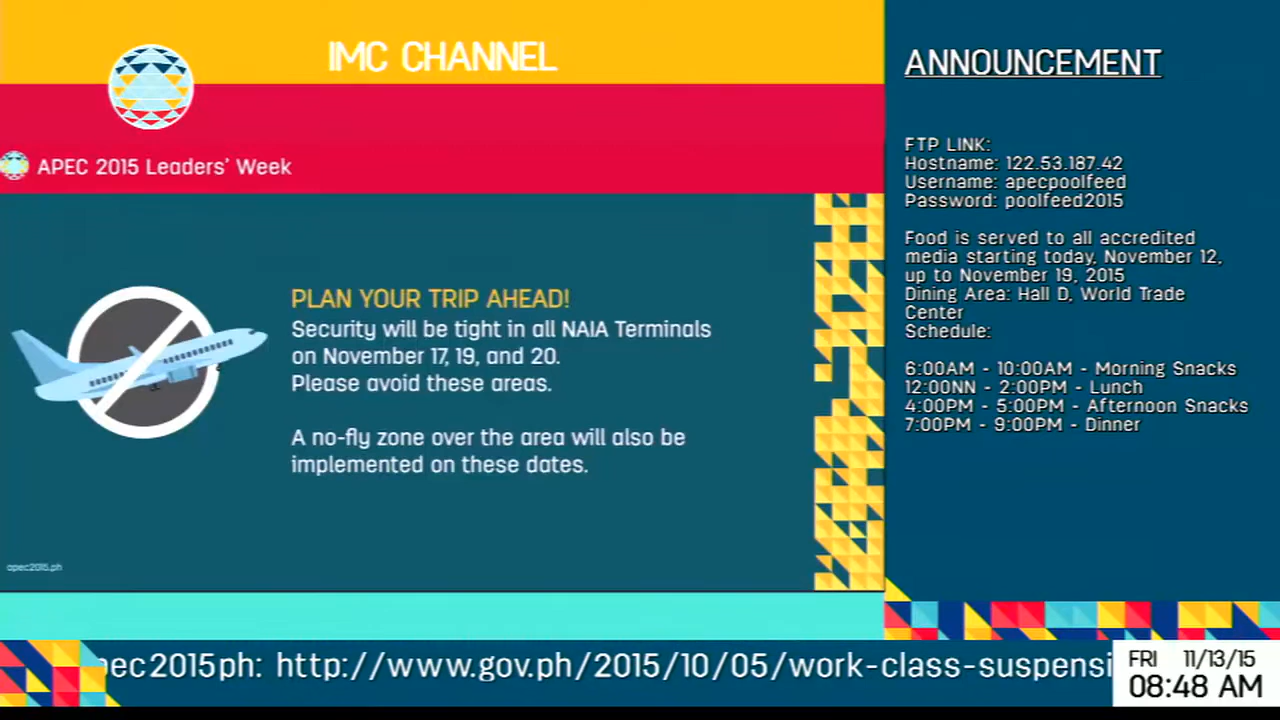 IMC CHANNEL
APEC 2015 Leaders' Week
PLAN YOUR TRIP AHEAD!
Security will be tight in all NAIA Terminals
on November 17, 19, and 20.
Please avoid these areas.
A no-fly zone over the area will also be
implemented on these dates.
apec2015.ph
ANNOUNCEMENT
FTP LINK:
Hostname: 122.53.187.42
Username: apecpoolfeed
Password: poolfeed2015
Food is served to all accredited
media starting today, November 12,
up to November 19, 2015
Dining Area: Hall D, World Trade
Center
Schedule:
6:00AM - 10:00AM - Morning Snacks
12:00NN - 2:00PM - Lunch
4:00PM - 5:00PM - Afternoon Snacks
7:00PM - 9:00PM - Dinner
pec2015ph: http://www.gov.ph/2015/10/05/work-class-suspensi
FRI 11/13/15
08:48 AM